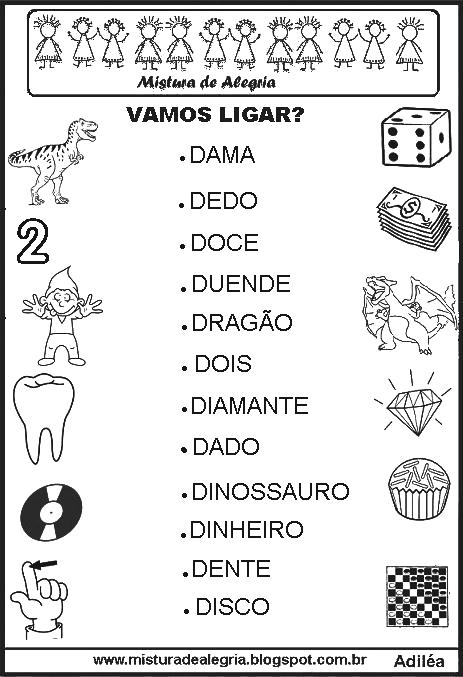 Mistura de Alegria
VAMOS LIGAR?
.DAMA
.DEDO
.DOCE
.DUENDE
.DRAGÃO
2
.DOIS
.DIAMANTE
.DADO
.DINOSSAURO
.DINHEIRO
.DENTE
.DISCO
$
www.misturadealegria.blogspot.com.br Adiléa